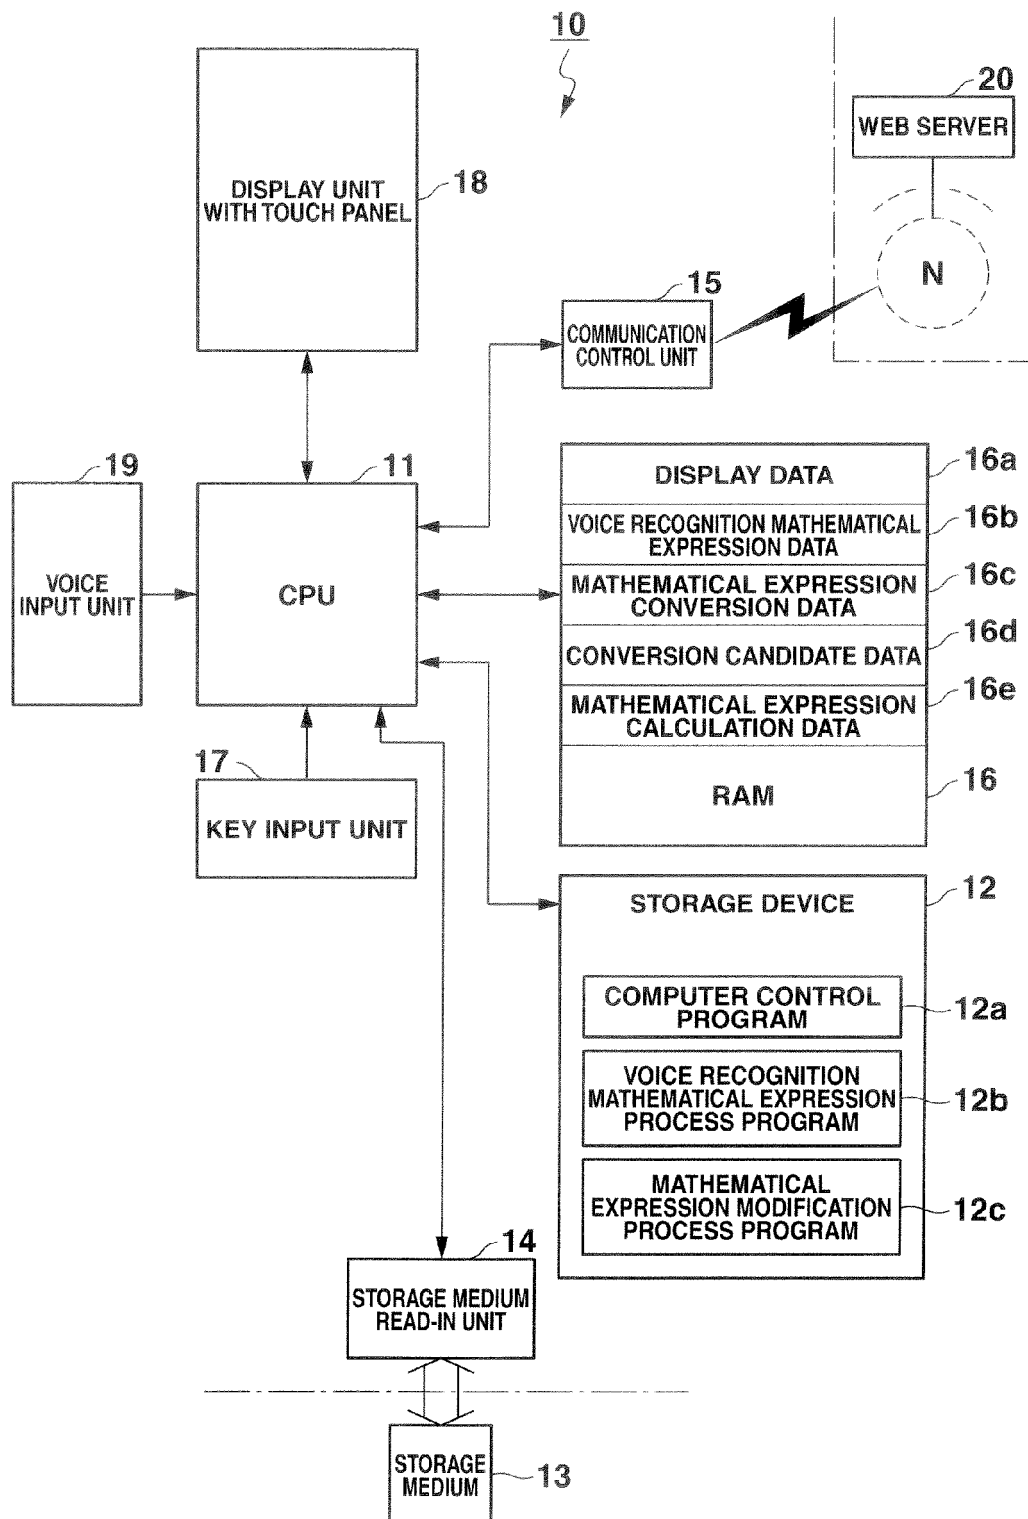 10
20
WEB SERVER
N
DISPLAY UNIT
WITH TOUCH PANEL
18
15
COMMUNICATION
CONTROL UNIT
19
VOICE
INPUT UNIT
11
CPU
17
KEY INPUT UNIT
DISPLAY DATA
16a
VOICE RECOGNITION MATHEMATICAL
EXPRESSION DATA
16b
MATHEMATICAL EXPRESSION
CONVERSION DATA
16c
CONVERSION CANDIDATE DATA
16d
MATHEMATICAL EXPRESSION
CALCULATION DATA
16e
RAM
16
STORAGE DEVICE
12
COMPUTER CONTROL
PROGRAM
12a
VOICE RECOGNITION
MATHEMATICAL EXPRESSION
PROCESS PROGRAM
12b
MATHEMATICAL
EXPRESSION MODIFICATION
PROCESS PROGRAM
12c
14
STORAGE MEDIUM
READ-IN UNIT
STORAGE
MEDIUM
13